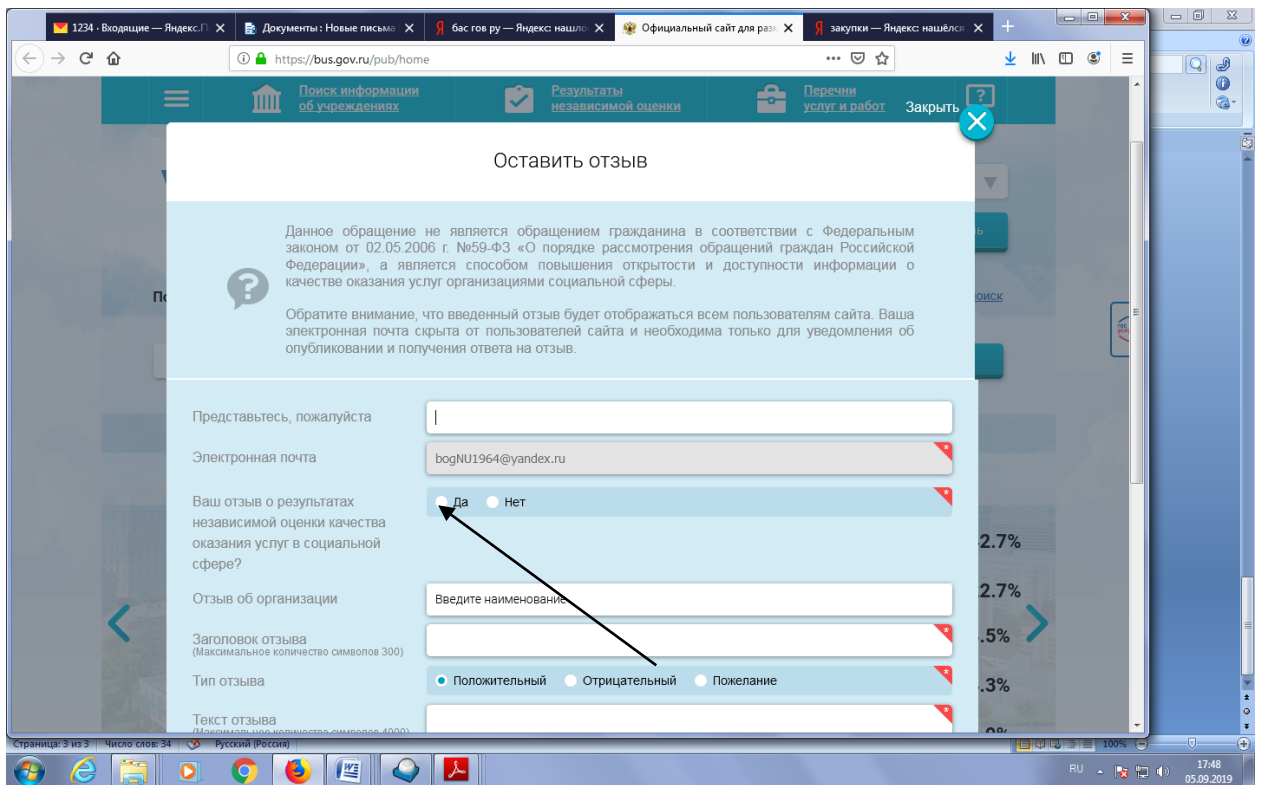 1234 · Входящие — Яндекс.П
Документы : Новые письма
бас гов ру — Яндекс: нашло
Официальный сайт для раз
закупки — Яндекс: нашёлся
https://bus.gov.ru/pub/home
Поиск информации
об учреждениях
Результаты
независимой оценки
Перечни
услуг и работ
Закрыть
Оставить отзыв
Данное обращение не является обращением гражданина в соответствии с Федеральным
законом от 02.05.2006 г. №59-ФЗ «О порядке рассмотрения обращений граждан Российской
Федерации», а является способом повышения открытости и доступности информации о
качестве оказания услуг организациями социальной сферы.
Обратите внимание, что введенный отзыв будет отображаться всем пользователям сайта. Ваша
электронная почта скрыта от пользователей сайта и необходима только для уведомления об
опубликовании и получения ответа на отзыв.
Представьтесь, пожалуйста
Электронная почта
bogNU1964@yandex.ru
Ваш отзыв о результатах
независимой оценки качества
оказания услуг в социальной
сфере?
Да Нет
Отзыв об организации
Введите наименование
Заголовок отзыва
(Максимальное количество символов 300)
Тип отзыва
Положительный Отрицательный Пожелание
Текст отзыва
(Максимальное количество символов 4000)
2.7%
2.7%
.5%
.3%
Страница: 3 из 3 Число слов: 34 Русский (Россия)
100%
RU
17:48
05.09.2019